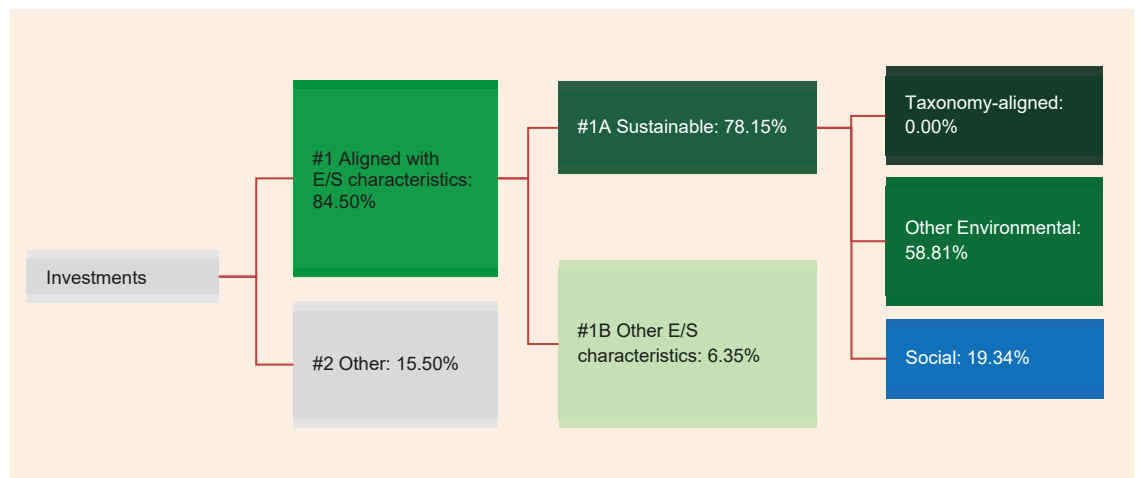 Investments
#1 Aligned with
E/S characteristics:
84.50%
#2 Other: 15.50%
#1A Sustainable: 78.15%
#1B Other E/S
characteristics: 6.35%
Taxonomy-aligned:
0.00%
Other Environmental:
58.81%
Social: 19.34%